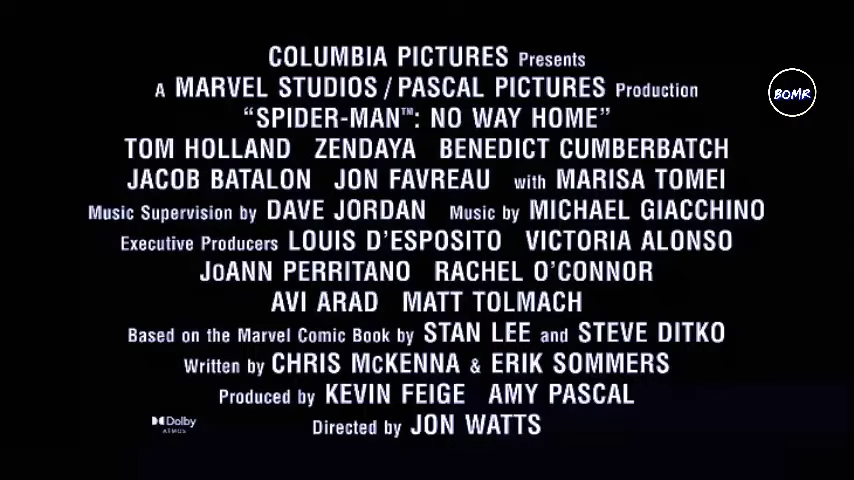 COLUMBIA PICTURES Presents
A MARVEL STUDIOS / PASCAL PICTURES Production
BOMR
“SPIDER-MAN™: NO WAY HOME”
TOM HOLLAND ZENDAYA BENEDICT CUMBERBATCH
JACOB BATALON JON FAVREAU with MARISA TOMEI
Music Supervision by DAVE JORDAN Music by MICHAEL GIACCHINO
Executive Producers LOUIS D’ESPOSITO VICTORIA ALONSO
JoANN PERRITANO RACHEL O’CONNOR
AVI ARAD MATT TOLMACH
Based on the Marvel Comic Book by STAN LEE and STEVE DITKO
Written by CHRIS McKENNA & ERIK SOMMERS
Produced by KEVIN FEIGE AMY PASCAL
Directed by JON WATTS
Dolby
ATMOS